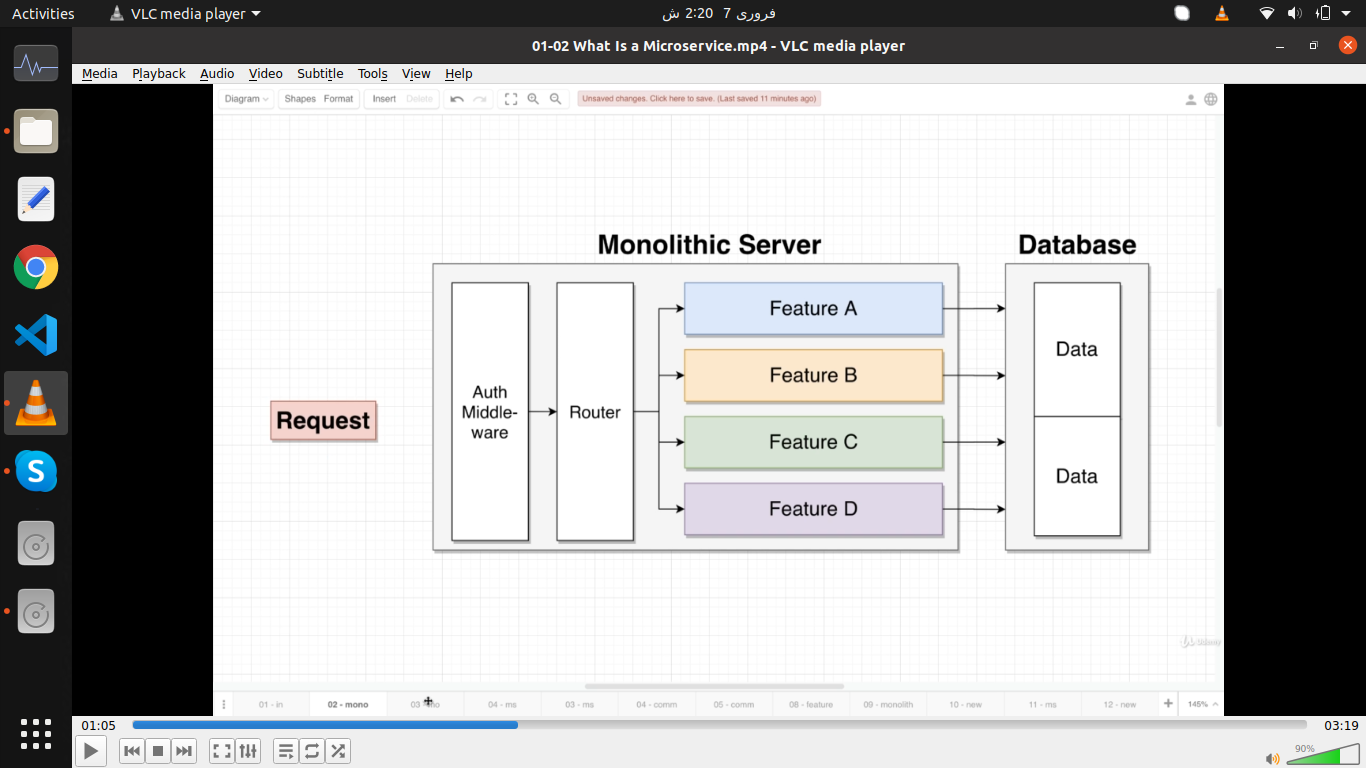 Activities
VLC media player
فروری 7 2:20 ش
01-02 What Is a Microservice.mp4 - VLC media player
Media Playback Audio Video Subtitle Tools View Help
Diagram Shapes Format Insert Delete
Unsaved changes. Click here to save. (Last saved 11 minutes ago)
Monolithic Server
Database
Request
Auth
Middle-
ware
Router
Feature A
Feature B
Feature C
Feature D
Data
Data
Udemy
01 - in
02 - mono
04 - ms
03 - ms
04 - comm
05 - comm
08 - feature
09 - monolith
10 - new
11 - ms
12 - new
145%
01:05
03:19
90%